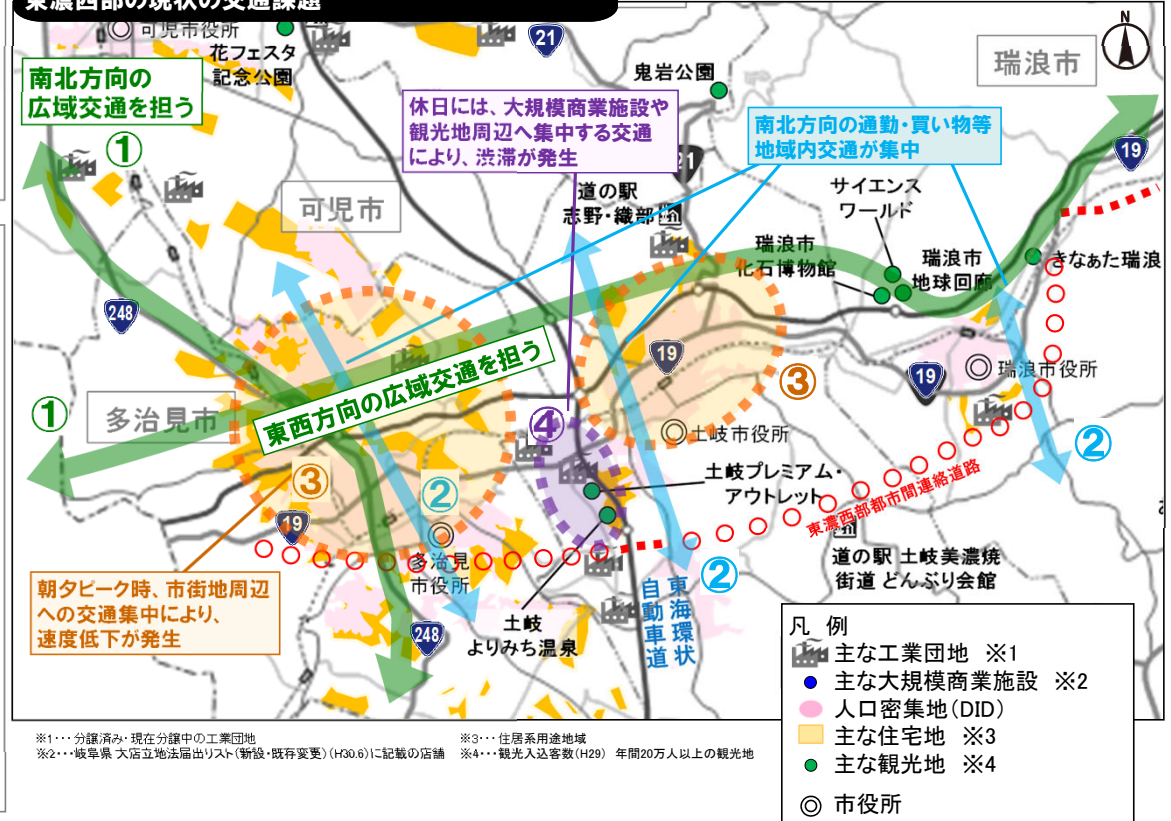 東濃西部の現状の交通課題
可児市役所
花フェスタ
記念公園
21
鬼岩公園
瑞浪市
N
南北方向の
広域交通を担う
①
休日には、大規模商業施設や
観光地周辺へ集中する交通
により、渋滞が発生
南北方向の通勤・買い物等
地域内交通が集中
19
21
可児市
道の駅
志野・織部
サイエンス
ワールド
瑞浪市
化石博物館
瑞浪市
地球回廊
きなぁた瑞浪
248
東西方向の広域交通を担う
19
③
19
瑞浪市役所
①
多治見市
④
土岐市役所
②
土岐プレミアム・
アウトレット
③
②
19
東濃西部都市間連絡道路
多治見
市役所
道の駅 土岐美濃焼
街道 どんぶり会館
②
東海環状
自動車道
朝夕ピーク時、市街地周辺
への交通集中により、
速度低下が発生
248
土岐
よりみち温泉
凡 例
主な工業団地 ※1
主な大規模商業施設 ※2
人口密集地(DID)
主な住宅地 ※3
主な観光地 ※4
市役所
※1･･･分譲済み･現在分譲中の工業団地
※3･･･住居系用途地域
※2･･･岐阜県 大店立地法届出リスト(新設・既存変更)(H30.6)に記載の店舗
※4･･･観光入込客数(H29) 年間20万人以上の観光地